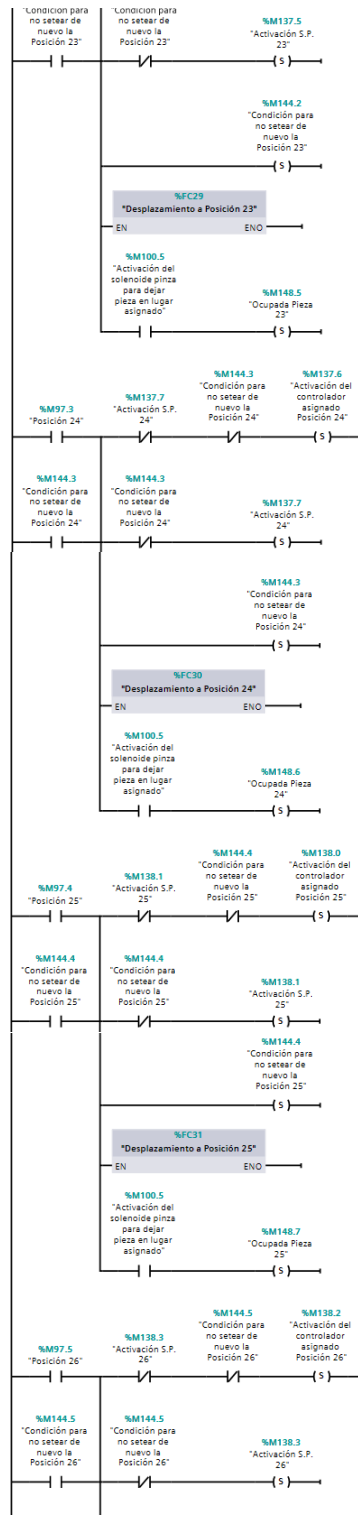 "Condición para
no setear de
nuevo la
Posición 23"
"Condición para
no setear de
nuevo la
Posición 23"
%M137.5
"Activación S.P.
23"
S
%M144.2
"Condición para
no setear de
nuevo la
Posición 23"
S
%FC29
"Desplazamiento a Posición 23"
EN ENO
%M100.5
"Activación del
solenoide pinza
para dejar
pieza en lugar
asignado"
%M148.5
"Ocupada Pieza
23"
S
%M97.3
"Posición 24"
%M137.7
"Activación S.P.
24"
%M144.3
"Condición para
no setear de
nuevo la
Posición 24"
%M137.6
"Activación del
controlador
asignado
Posición 24"
S
%M144.3
"Condición para
no setear de
nuevo la
Posición 24"
%M144.3
"Condición para
no setear de
nuevo la
Posición 24"
%M137.7
"Activación S.P.
24"
S
%M144.3
"Condición para
no setear de
nuevo la
Posición 24"
S
%FC30
"Desplazamiento a Posición 24"
EN ENO
%M100.5
"Activación del
solenoide pinza
para dejar
pieza en lugar
asignado"
%M148.6
"Ocupada Pieza
24"
S
%M97.4
"Posición 25"
%M138.1
"Activación S.P.
25"
%M144.4
"Condición para
no setear de
nuevo la
Posición 25"
%M138.0
"Activación del
controlador
asignado
Posición 25"
S
%M144.4
"Condición para
no setear de
nuevo la
Posición 25"
%M144.4
"Condición para
no setear de
nuevo la
Posición 25"
%M138.1
"Activación S.P.
25"
S
%M144.4
"Condición para
no setear de
nuevo la
Posición 25"
S
%FC31
"Desplazamiento a Posición 25"
EN ENO
%M100.5
"Activación del
solenoide pinza
para dejar
pieza en lugar
asignado"
%M148.7
"Ocupada Pieza
25"
S
%M97.5
"Posición 26"
%M138.3
"Activación S.P.
26"
%M144.5
"Condición para
no setear de
nuevo la
Posición 26"
%M138.2
"Activación del
controlador
asignado
Posición 26"
S
%M144.5
"Condición para
no setear de
nuevo la
Posición 26"
%M144.5
"Condición para
no setear de
nuevo la
Posición 26"
%M138.3
"Activación S.P.
26"
S